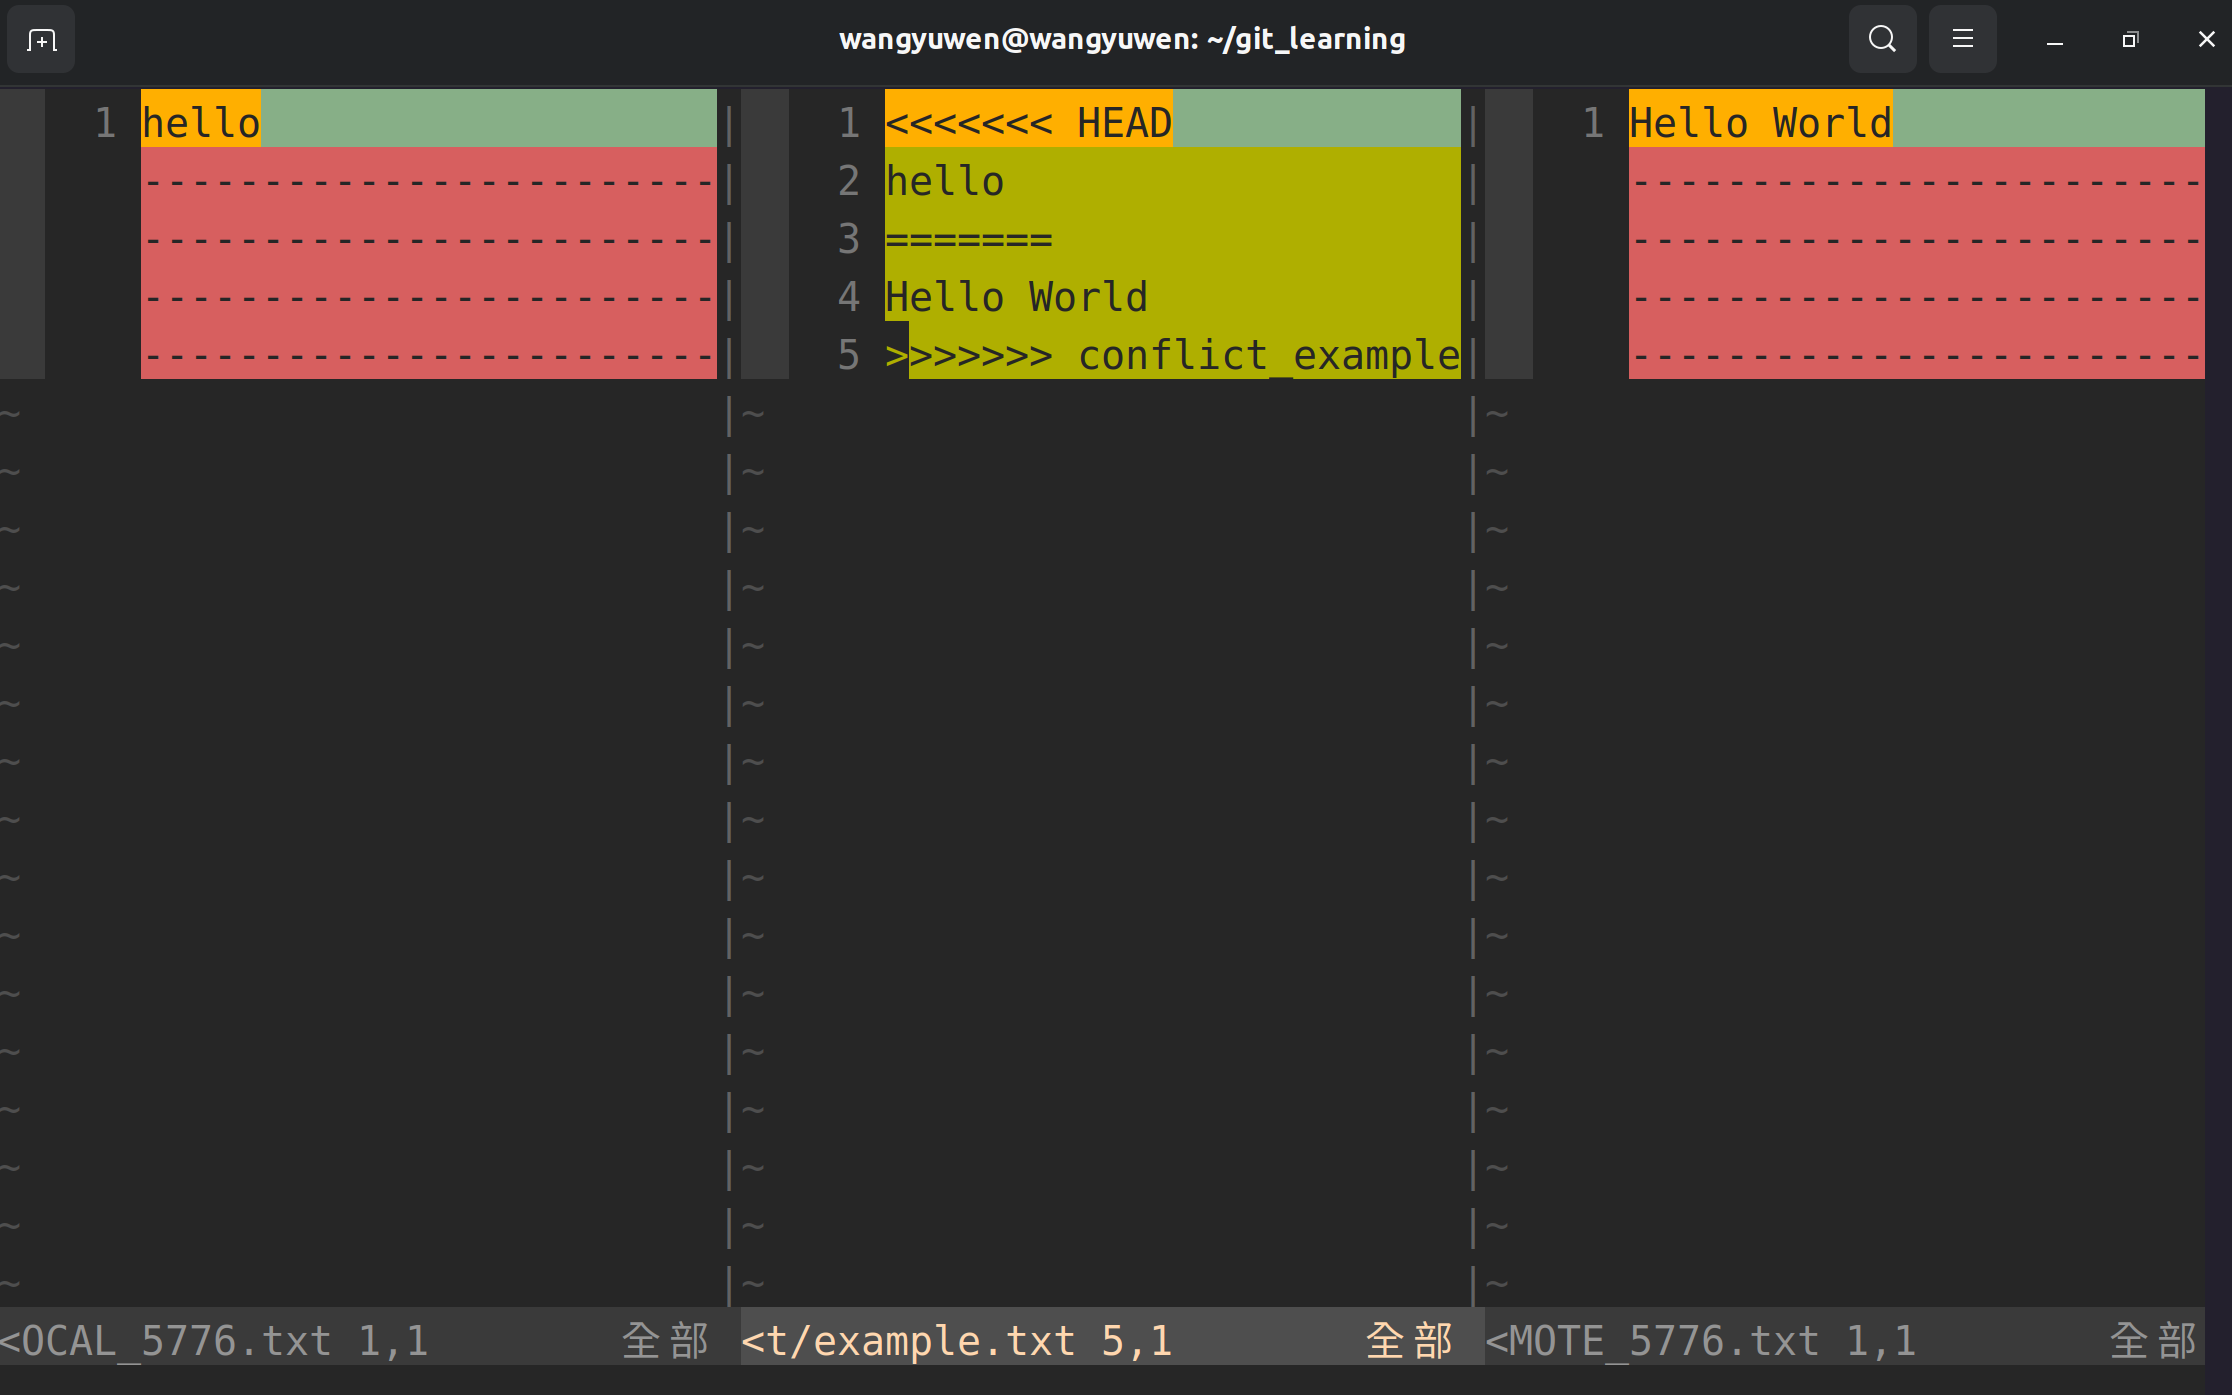 wangyuwen@wangyuwen: ~/git_learning
1 hello
------------------------
------------------------
------------------------
------------------------
1 <<<<<<< HEAD
2 hello
3 =======
4 Hello World
5 >>>>>>> conflict_example
1 Hello World
------------------------
------------------------
------------------------
------------------------
<OCAL_5776.txt 1,1 全部
<t/example.txt 5,1 全部
<MOTE_5776.txt 1,1 全部